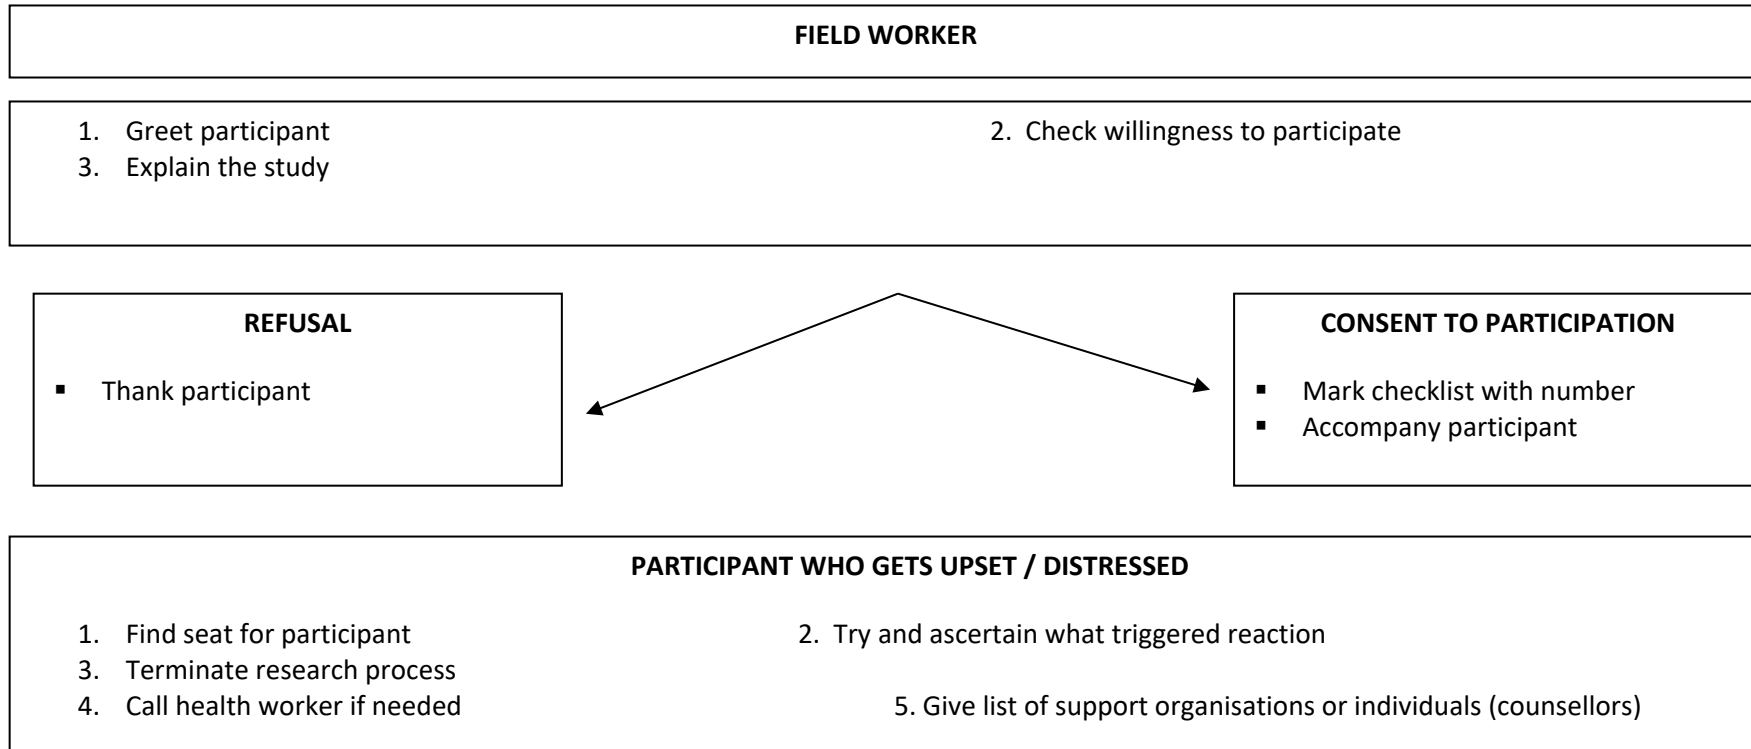 FIELD WORKER
1. Greet participant 2. Check willingness to participate
3. Explain the study
REFUSAL
▪ Thank participant
CONSENT TO PARTICIPATION
▪ Mark checklist with number
▪ Accompany participant
PARTICIPANT WHO GETS UPSET / DISTRESSED
1. Find seat for participant 2. Try and ascertain what triggered reaction
3. Terminate research process
4. Call health worker if needed 5. Give list of support organisations or individuals (counsellors)